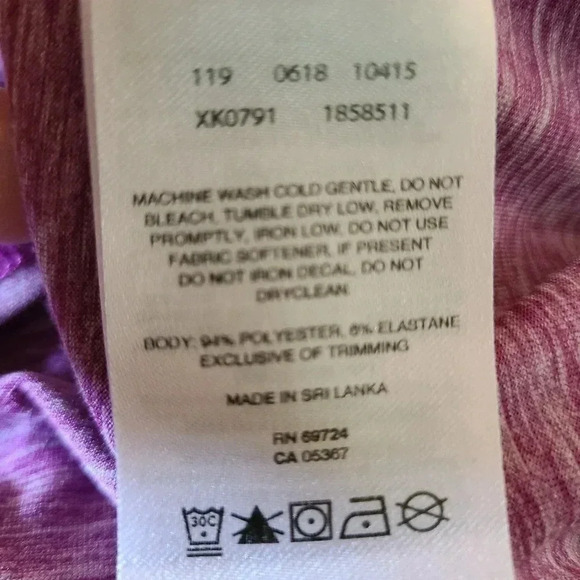 119 0618 10415
XK0791 1858511
MACHINE WASH COLD GENTLE, DO NOT
BLEACH, TUMBLE DRY LOW, REMOVE
PROMPTLY, IRON LOW, DO NOT USE
FABRIC SOFTENER, IF PRESENT
DO NOT IRON DECAL, DO NOT
DRYCLEAN
BODY: 94% POLYESTER, 6% ELASTANE
EXCLUSIVE OF TRIMMING
MADE IN SRI LANKA
RN 69724
CA 05367
30C